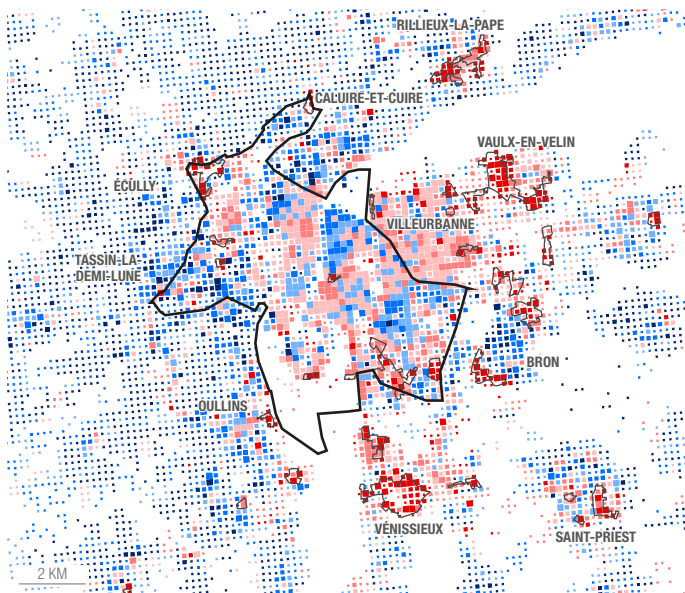 RILLIEUX-LA-PAPE
CALUIRE-ET-CUIRE
VAULX-EN-VELIN
ÉCULLY
VILLEURBANNE
TASSIN-LA-
DEMI-LUNE
BRON
OULLINS
VÉNISSIEUX
SAINT-PRIEST
2 KM